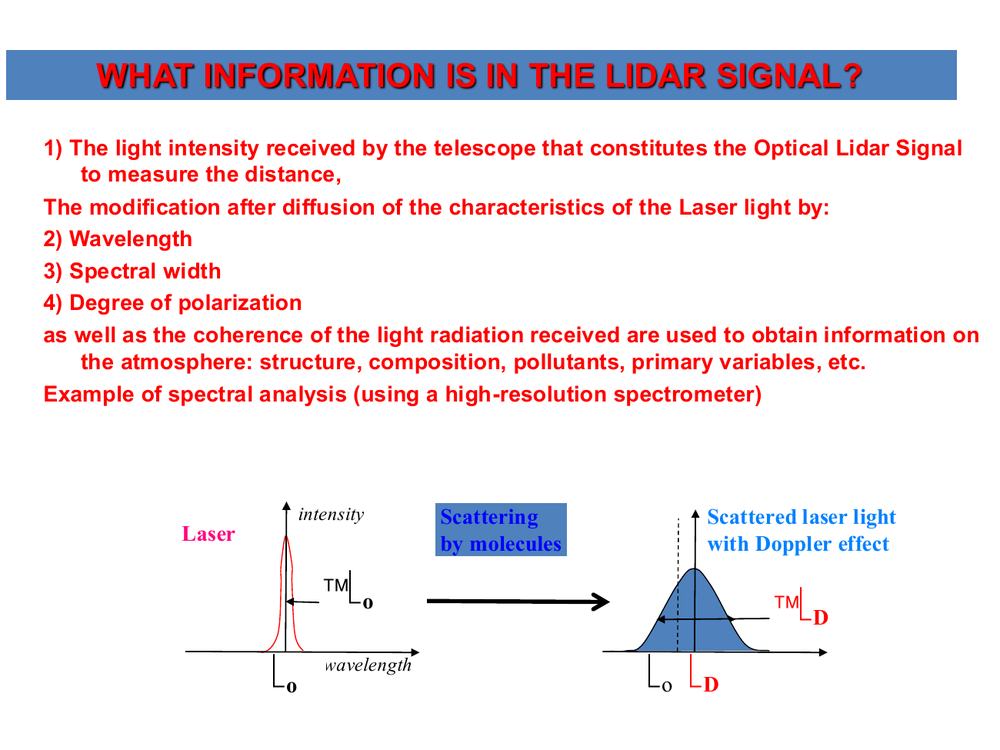 WHAT INFORMATION IS IN THE LIDAR SIGNAL?
1) The light intensity received by the telescope that constitutes the Optical Lidar Signal
to measure the distance,
The modification after diffusion of the characteristics of the Laser light by:
2) Wavelength
3) Spectral width
4) Degree of polarization
as well as the coherence of the light radiation received are used to obtain information on
the atmosphere: structure, composition, pollutants, primary variables, etc.
Example of spectral analysis (using a high-resolution spectrometer)
Laser
intensity
TM
o
wavelength
o
Scattering
by molecules
Scattered laser light
with Doppler effect
TM
D
o
D